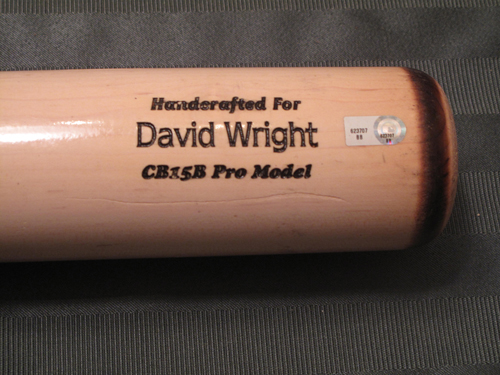 Handcrafted For
David Wright
CB15B Pro Model